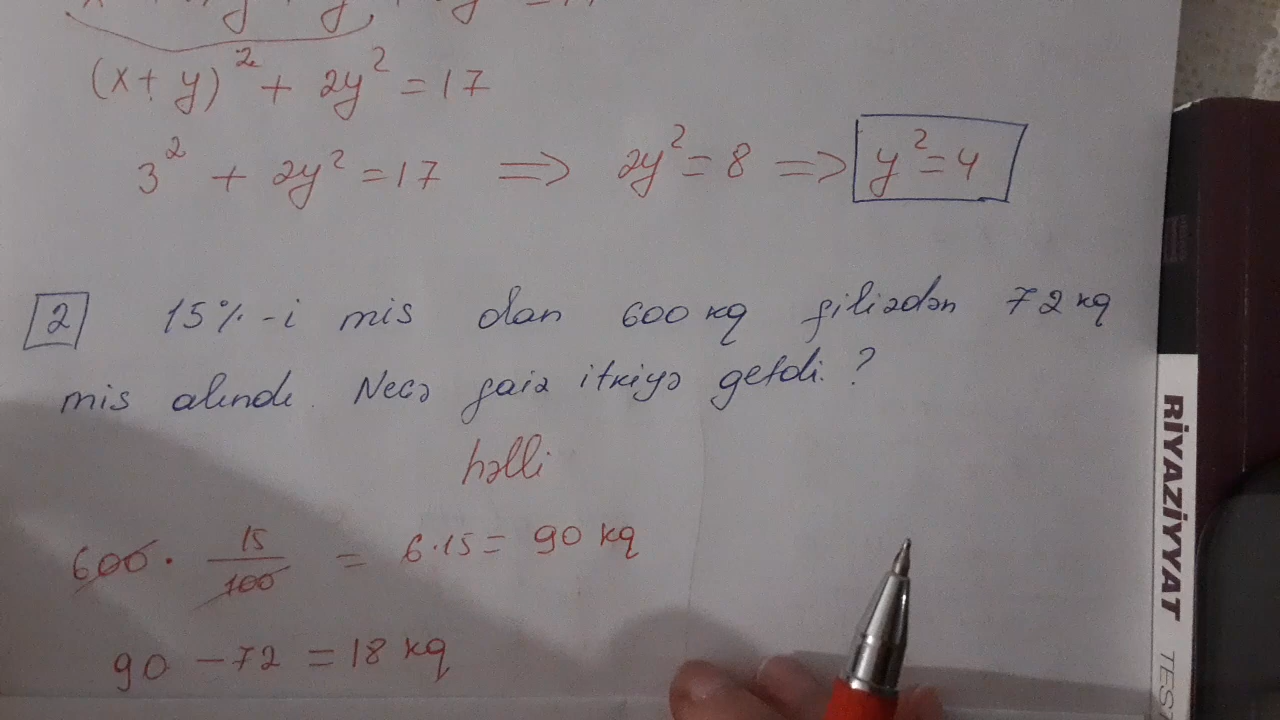 (x+y)² + 2y² = 17
3² + 2y² = 17 ⟹ 2y² = 8 ⟹ y² = 4
2 15%-i mis olan 600 kq filizdən 72 kq
mis alındı. Necə faiz itkiyə getdi.?
həlli
600 · 15/100 = 6·15 = 90 kq
90 − 72 = 18 kq
RİYAZİYYAT TEST